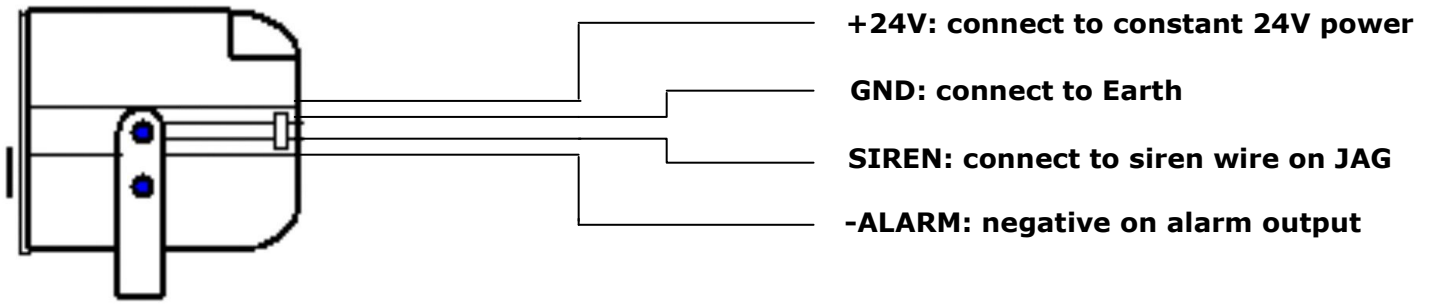 +24V: connect to constant 24V power
GND: connect to Earth
SIREN: connect to siren wire on JAG
-ALARM: negative on alarm output